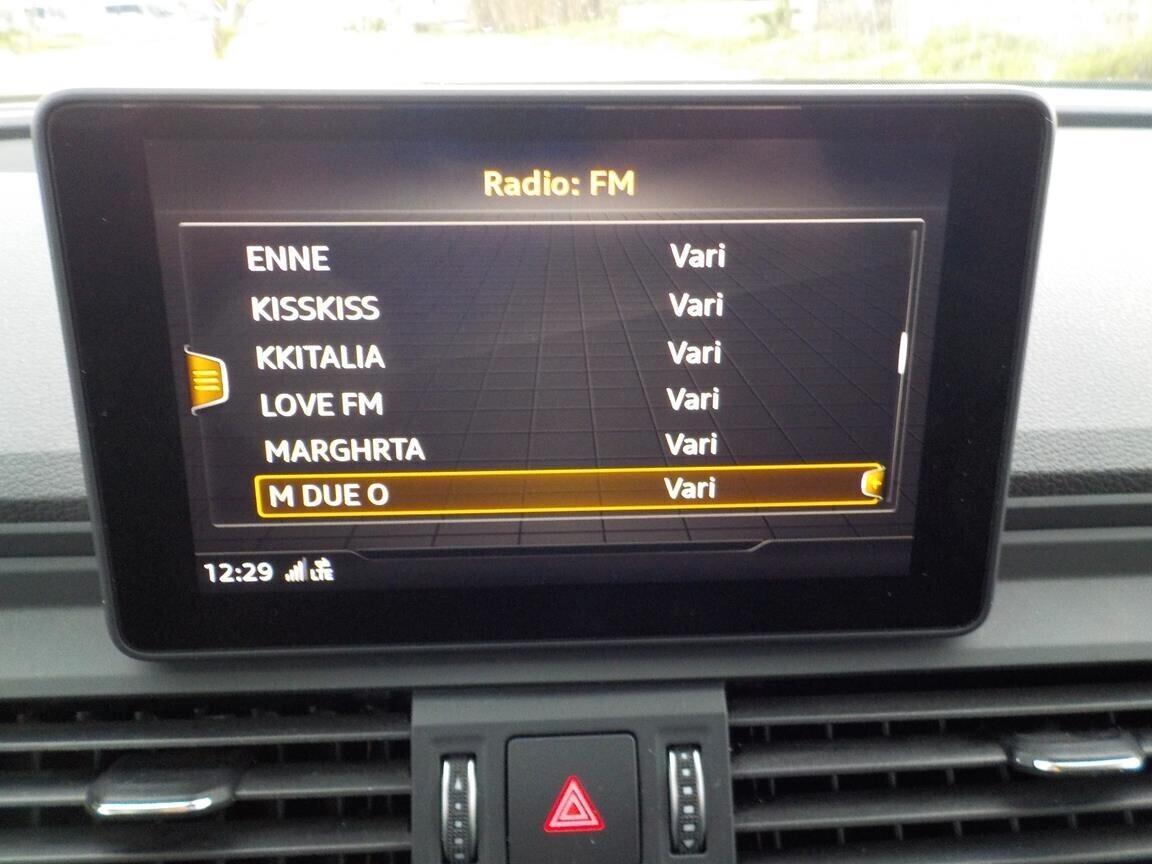 Radio: FM
ENNE Vari
KISSKISS Vari
KKITALIA Vari
LOVE FM Vari
MARGHRTA Vari
M DUE O Vari
12:29 LTE